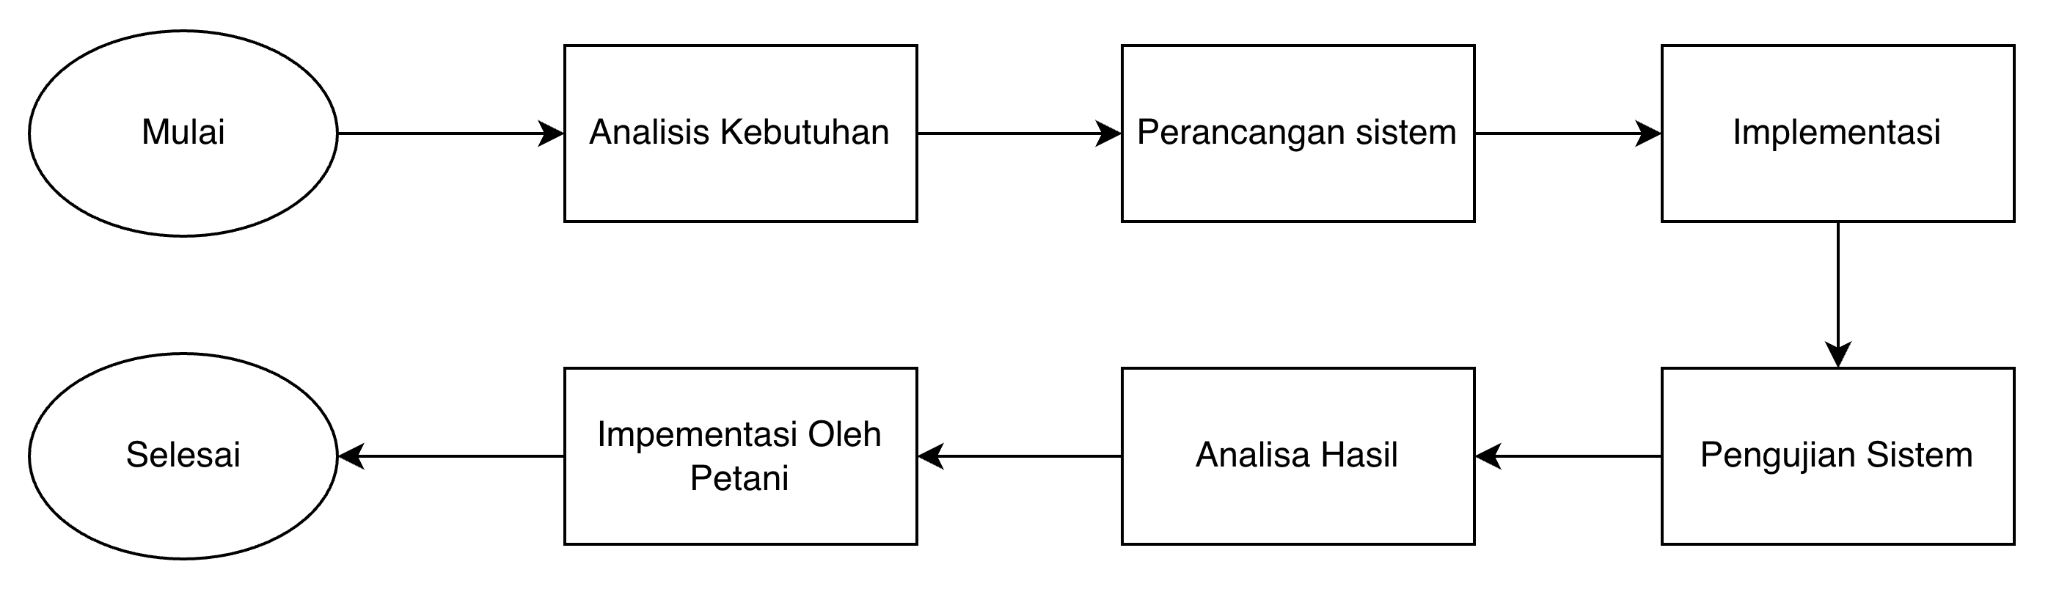 Mulai
Analisis Kebutuhan
Perancangan sistem
Implementasi
Pengujian Sistem
Analisa Hasil
Impementasi Oleh
Petani
Selesai